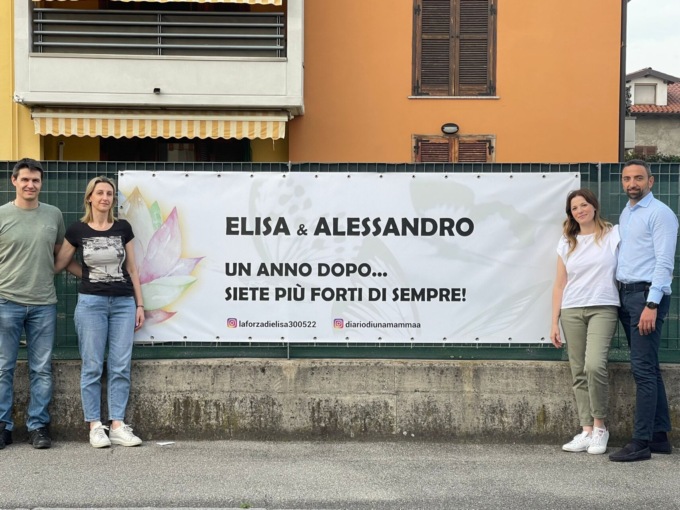 ELISA & ALESSANDRO
UN ANNO DOPO...
SIETE PIÙ FORTI DI SEMPRE!
laforzadielisa300522 diariodiunamammaa